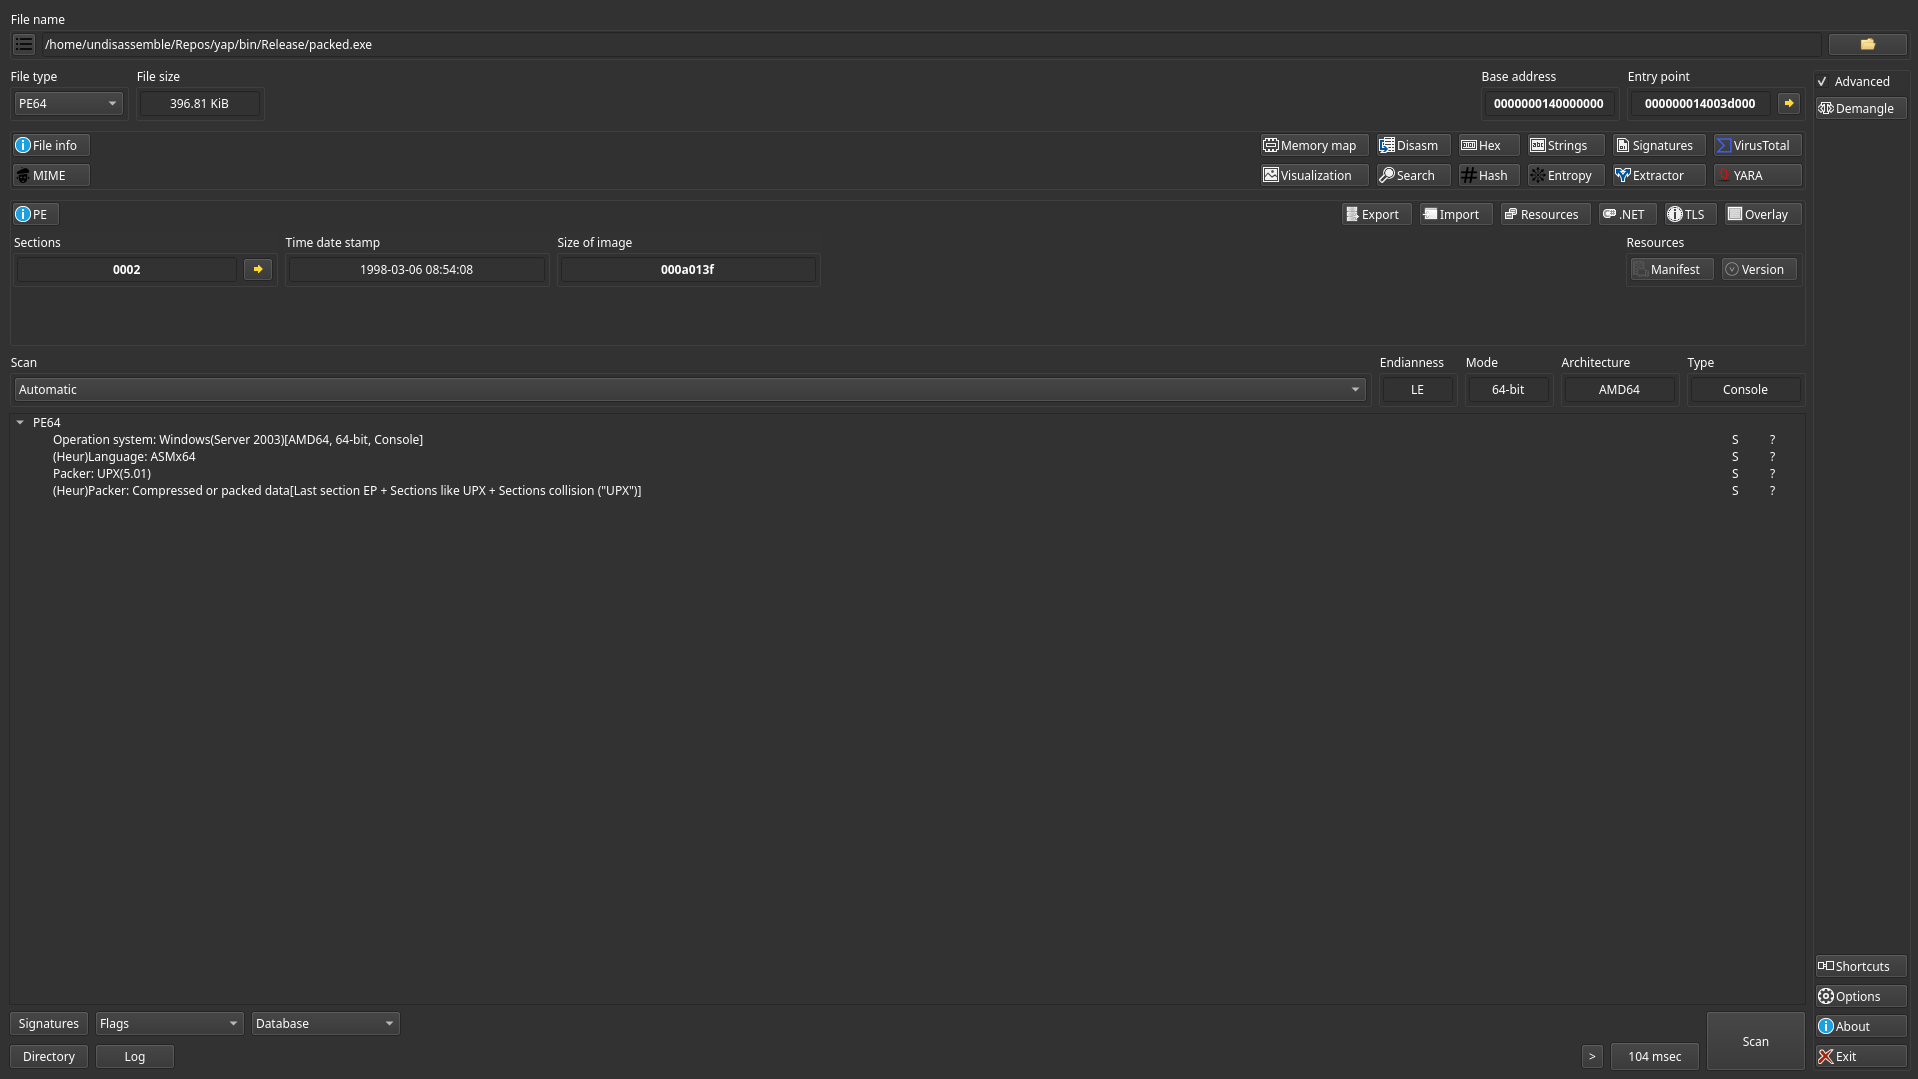 File name
/home/undisassemble/Repos/yap/bin/Release/packed.exe
File type
File size
Base address
Entry point
Advanced
PE64
396.81 KiB
0000000140000000
000000014003d000
Demangle
File info
Memory map
Disasm
Hex
Strings
Signatures
VirusTotal
MIME
Visualization
Search
Hash
Entropy
Extractor
YARA
PE
Export
Import
Resources
.NET
TLS
Overlay
Sections
Time date stamp
Size of image
Resources
0002
1998-03-06 08:54:08
000a013f
Manifest
Version
Scan
Endianness
Mode
Architecture
Type
Automatic
LE
64-bit
AMD64
Console
PE64
Operation system: Windows(Server 2003)[AMD64, 64-bit, Console] S ?
(Heur)Language: ASMx64 S ?
Packer: UPX(5.01) S ?
(Heur)Packer: Compressed or packed data[Last section EP + Sections like UPX + Sections collision ("UPX")] S ?
Shortcuts
Options
Signatures
Flags
Database
About
Scan
Directory
Log
>
104 msec
Exit